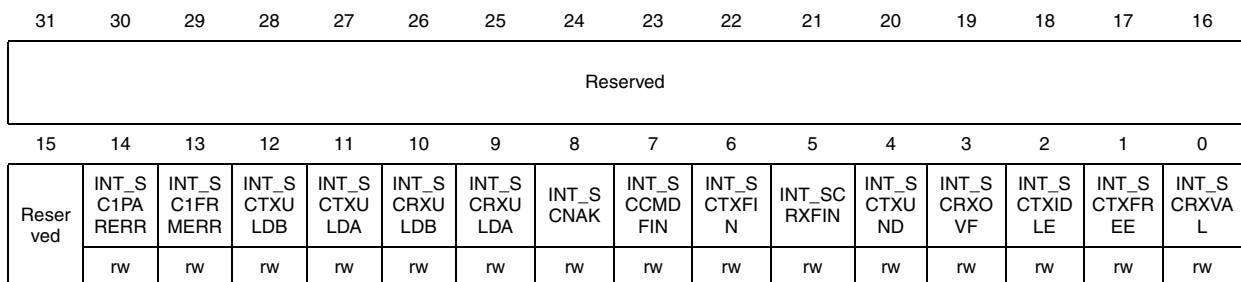 31 30 29 28 27 26 25 24 23 22 21 20 19 18 17 16
Reserved
15 14 13 12 11 10 9 8 7 6 5 4 3 2 1 0
Reser
ved
INT_S
C1PA
RERR
INT_S
C1FR
MERR
INT_S
CTXU
LDB
INT_S
CTXU
LDA
INT_S
CRXU
LDB
INT_S
CRXU
LDA
INT_S
CNAK
INT_S
CCMD
FIN
INT_S
CTXFI
N
INT_SC
RXFIN
INT_S
CTXU
ND
INT_S
CRXO
VF
INT_S
CTXID
LE
INT_S
CTXFR
EE
INT_S
CRXVA
L
rw rw rw rw rw rw rw rw rw rw rw rw rw rw rw